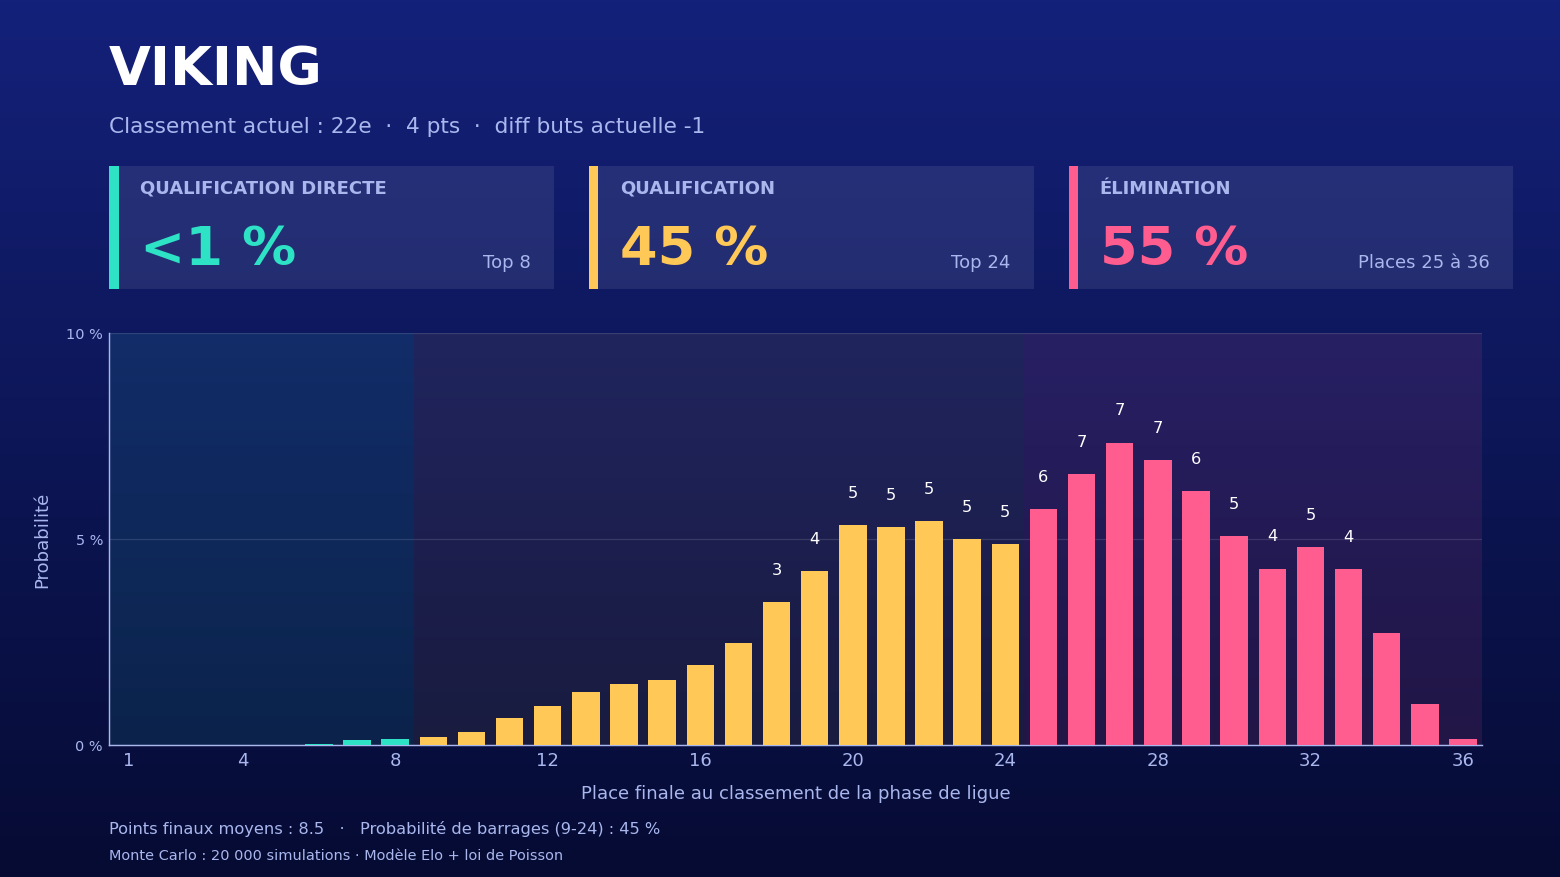 VIKING
Classement actuel : 22e · 4 pts · diff buts actuelle -1
QUALIFICATION DIRECTE
<1 %
Top 8
QUALIFICATION
45 %
Top 24
ÉLIMINATION
55 %
Places 25 à 36
Probabilité
10 %
5 %
0 %
3
4
5
5
5
5
5
6
7
7
7
6
5
4
5
4
1
4
8
12
16
20
24
28
32
36
Place finale au classement de la phase de ligue
Points finaux moyens : 8.5 · Probabilité de barrages (9-24) : 45 %
Monte Carlo : 20 000 simulations · Modèle Elo + loi de Poisson